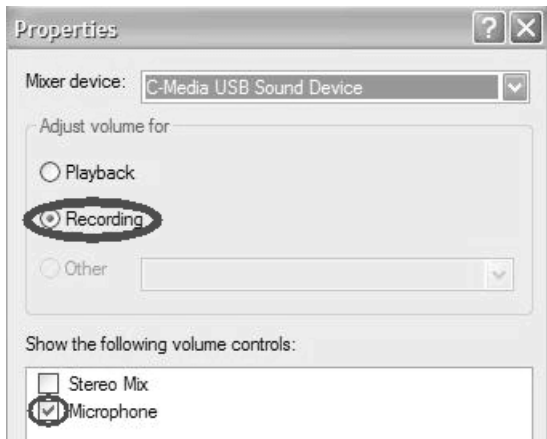 Properties
Mixer device: C-Media USB Sound Device
Adjust volume for
Playback
Recording
Other
Show the following volume controls:
Stereo Mix
Microphone